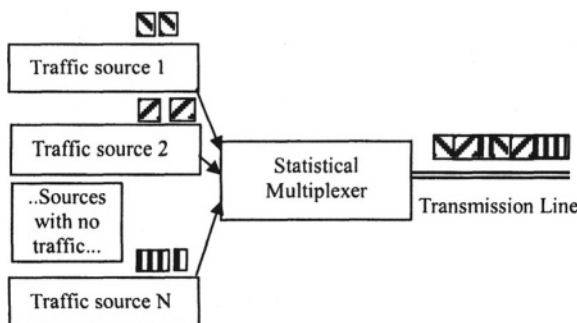 Traffic source 1
Traffic source 2
..Sources
with no
traffic...
Traffic source N
Statistical
Multiplexer
Transmission Line